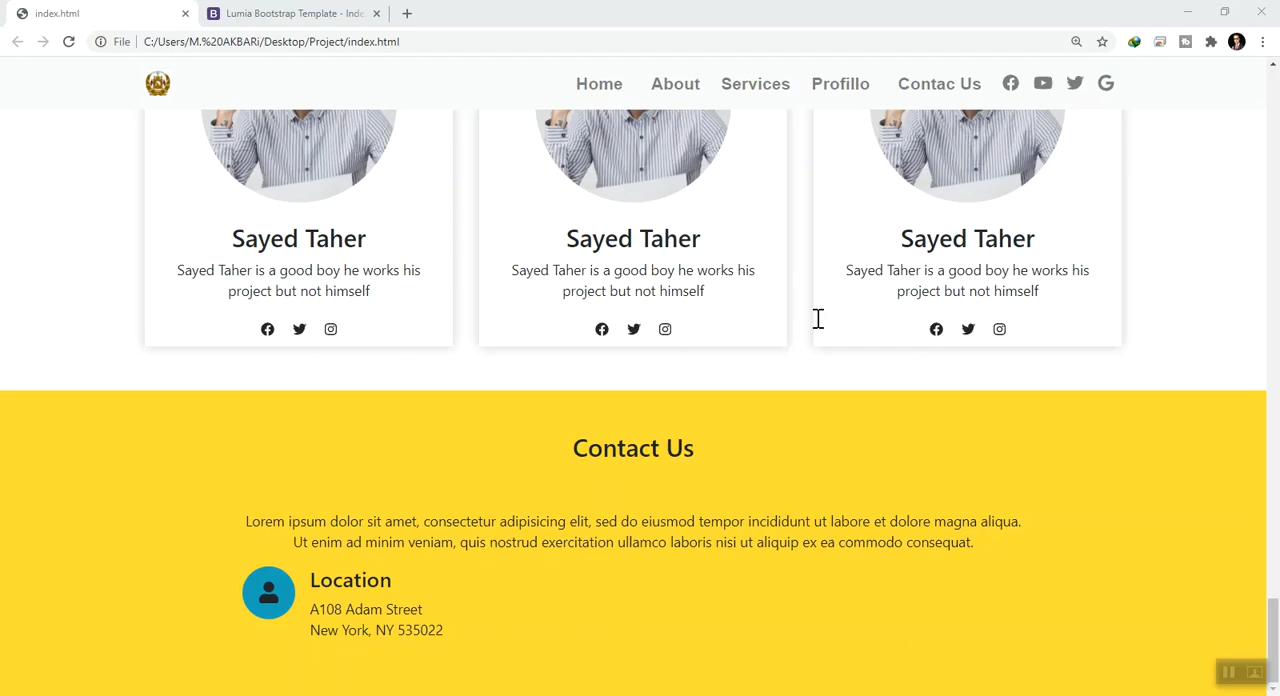 index.html
Lumia Bootstrap Template - Inde
File
C:/Users/M.%20AKBARi/Desktop/Project/index.html
Home About Services Profillo Contac Us
Sayed Taher
Sayed Taher is a good boy he works his
project but not himself
Sayed Taher
Sayed Taher is a good boy he works his
project but not himself
Sayed Taher
Sayed Taher is a good boy he works his
project but not himself
Contact Us
Lorem ipsum dolor sit amet, consectetur adipisicing elit, sed do eiusmod tempor incididunt ut labore et dolore magna aliqua.
Ut enim ad minim veniam, quis nostrud exercitation ullamco laboris nisi ut aliquip ex ea commodo consequat.
Location
A108 Adam Street
New York, NY 535022